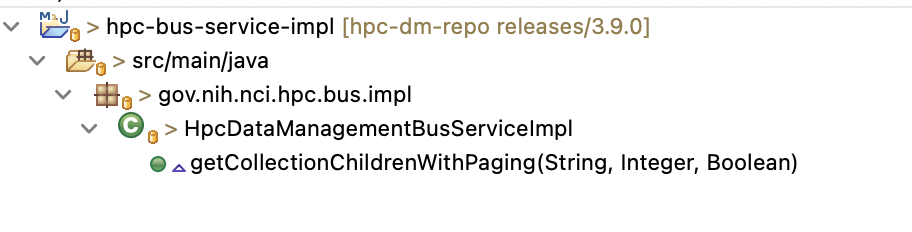 > hpc-bus-service-impl [hpc-dm-repo releases/3.9.0]
> src/main/java
> gov.nih.nci.hpc.bus.impl
> HpcDataManagementBusServiceImpl
getCollectionChildrenWithPaging(String, Integer, Boolean)